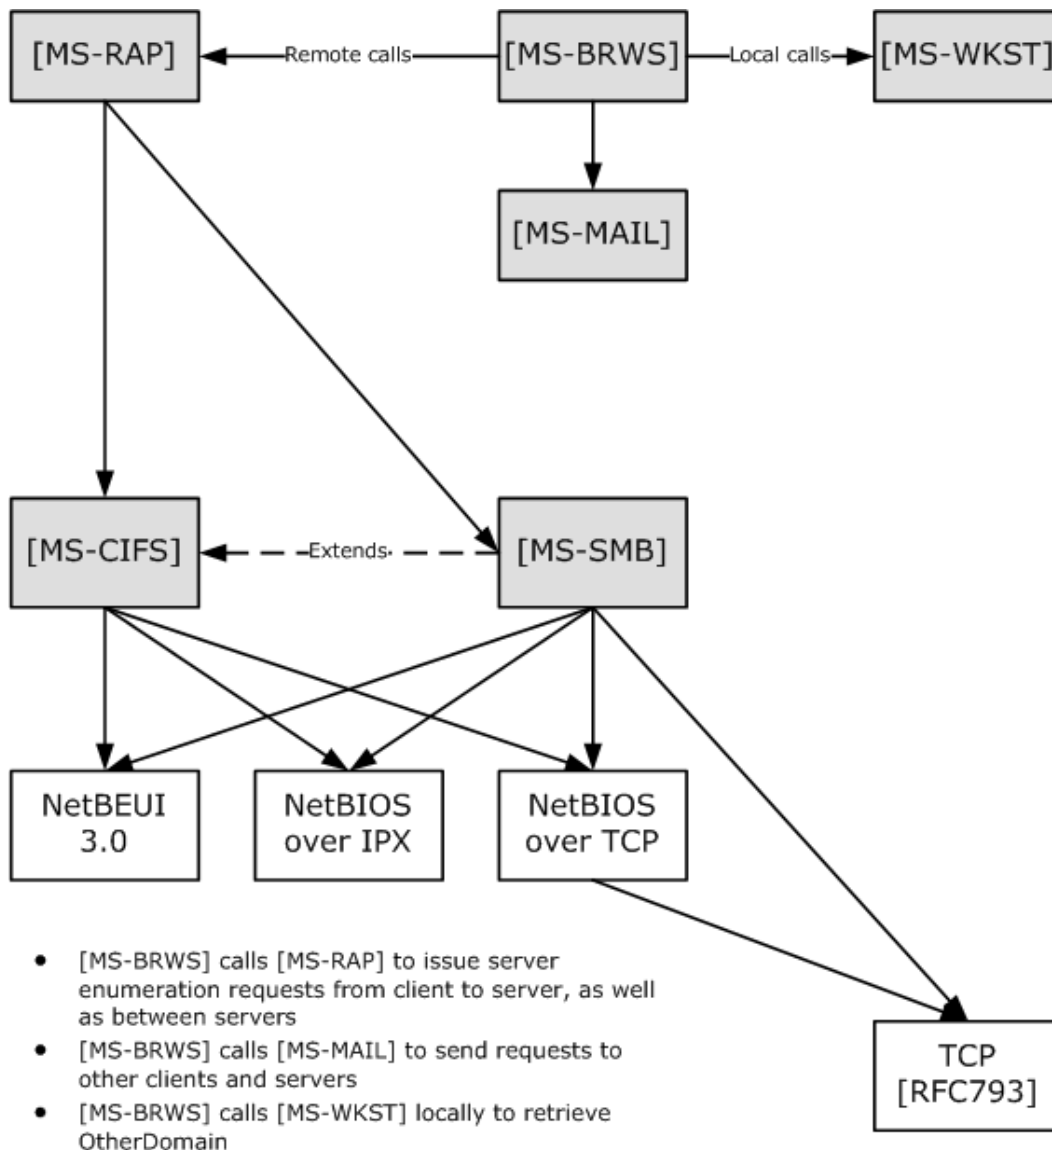 [MS-RAP]
Remote calls
[MS-BRWS]
Local calls
[MS-WKST]
[MS-MAIL]
[MS-CIFS]
Extends
[MS-SMB]
NetBEUI
3.0
NetBIOS
over IPX
NetBIOS
over TCP
• [MS-BRWS] calls [MS-RAP] to issue server
enumeration requests from client to server, as well
as between servers
• [MS-BRWS] calls [MS-MAIL] to send requests to
other clients and servers
• [MS-BRWS] calls [MS-WKST] locally to retrieve
OtherDomain
TCP
[RFC793]